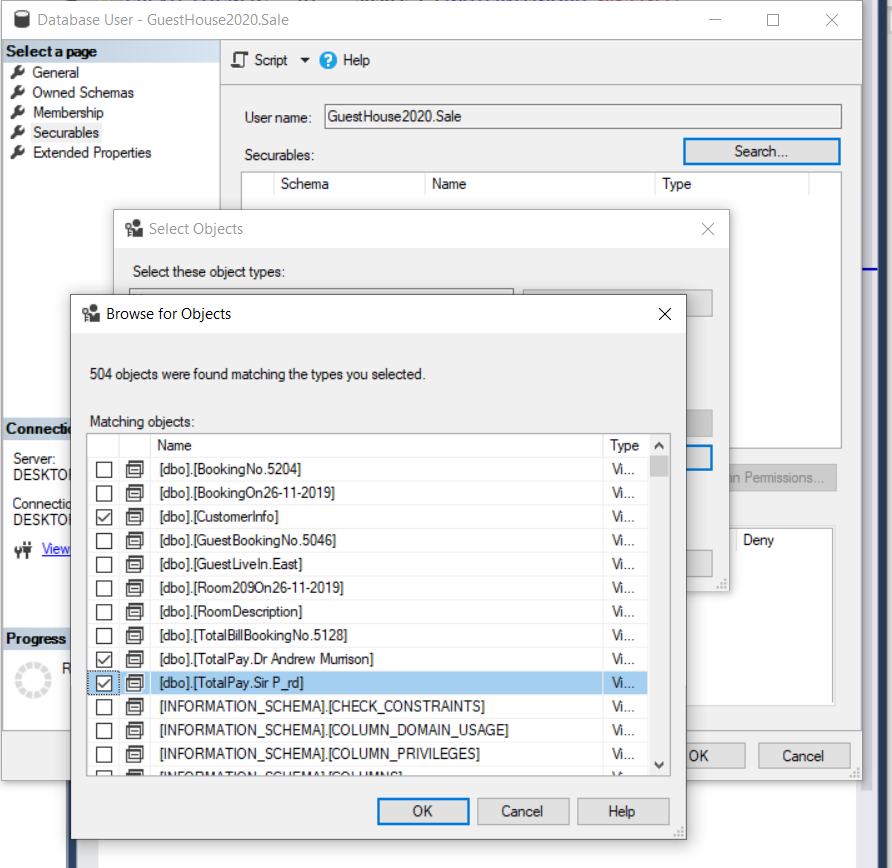 Database User - GuestHouse2020.Sale
Select a page
General
Owned Schemas
Membership
Securables
Extended Properties
Script
Help
User name: GuestHouse2020.Sale
Securables:
Search...
Schema Name Type
Select Objects
Select these object types:
Browse for Objects
504 objects were found matching the types you selected.
Matching objects:
Name Type
[dbo].[BookingNo.5204] Vi...
[dbo].[BookingOn26-11-2019] Vi...
[dbo].[CustomerInfo] Vi...
[dbo].[GuestBookingNo.5046] Vi...
[dbo].[GuestLiveIn.East] Vi...
[dbo].[Room209On26-11-2019] Vi...
[dbo].[RoomDescription] Vi...
[dbo].[TotalBillBookingNo.5128] Vi...
[dbo].[TotalPay.Dr Andrew Murrison] Vi...
[dbo].[TotalPay.Sir P_rd] Vi...
[INFORMATION_SCHEMA].[CHECK_CONSTRAINTS] Vi...
[INFORMATION_SCHEMA].[COLUMN_DOMAIN_USAGE] Vi...
[INFORMATION_SCHEMA].[COLUMN_PRIVILEGES] Vi...
[INFORMATION_SCHEMA].[COLUMNS]
OK Cancel Help
Connectio
Server:
DESKTO
Connectio
DESKTO
View
Progress
R
Permissions...
Deny
OK Cancel